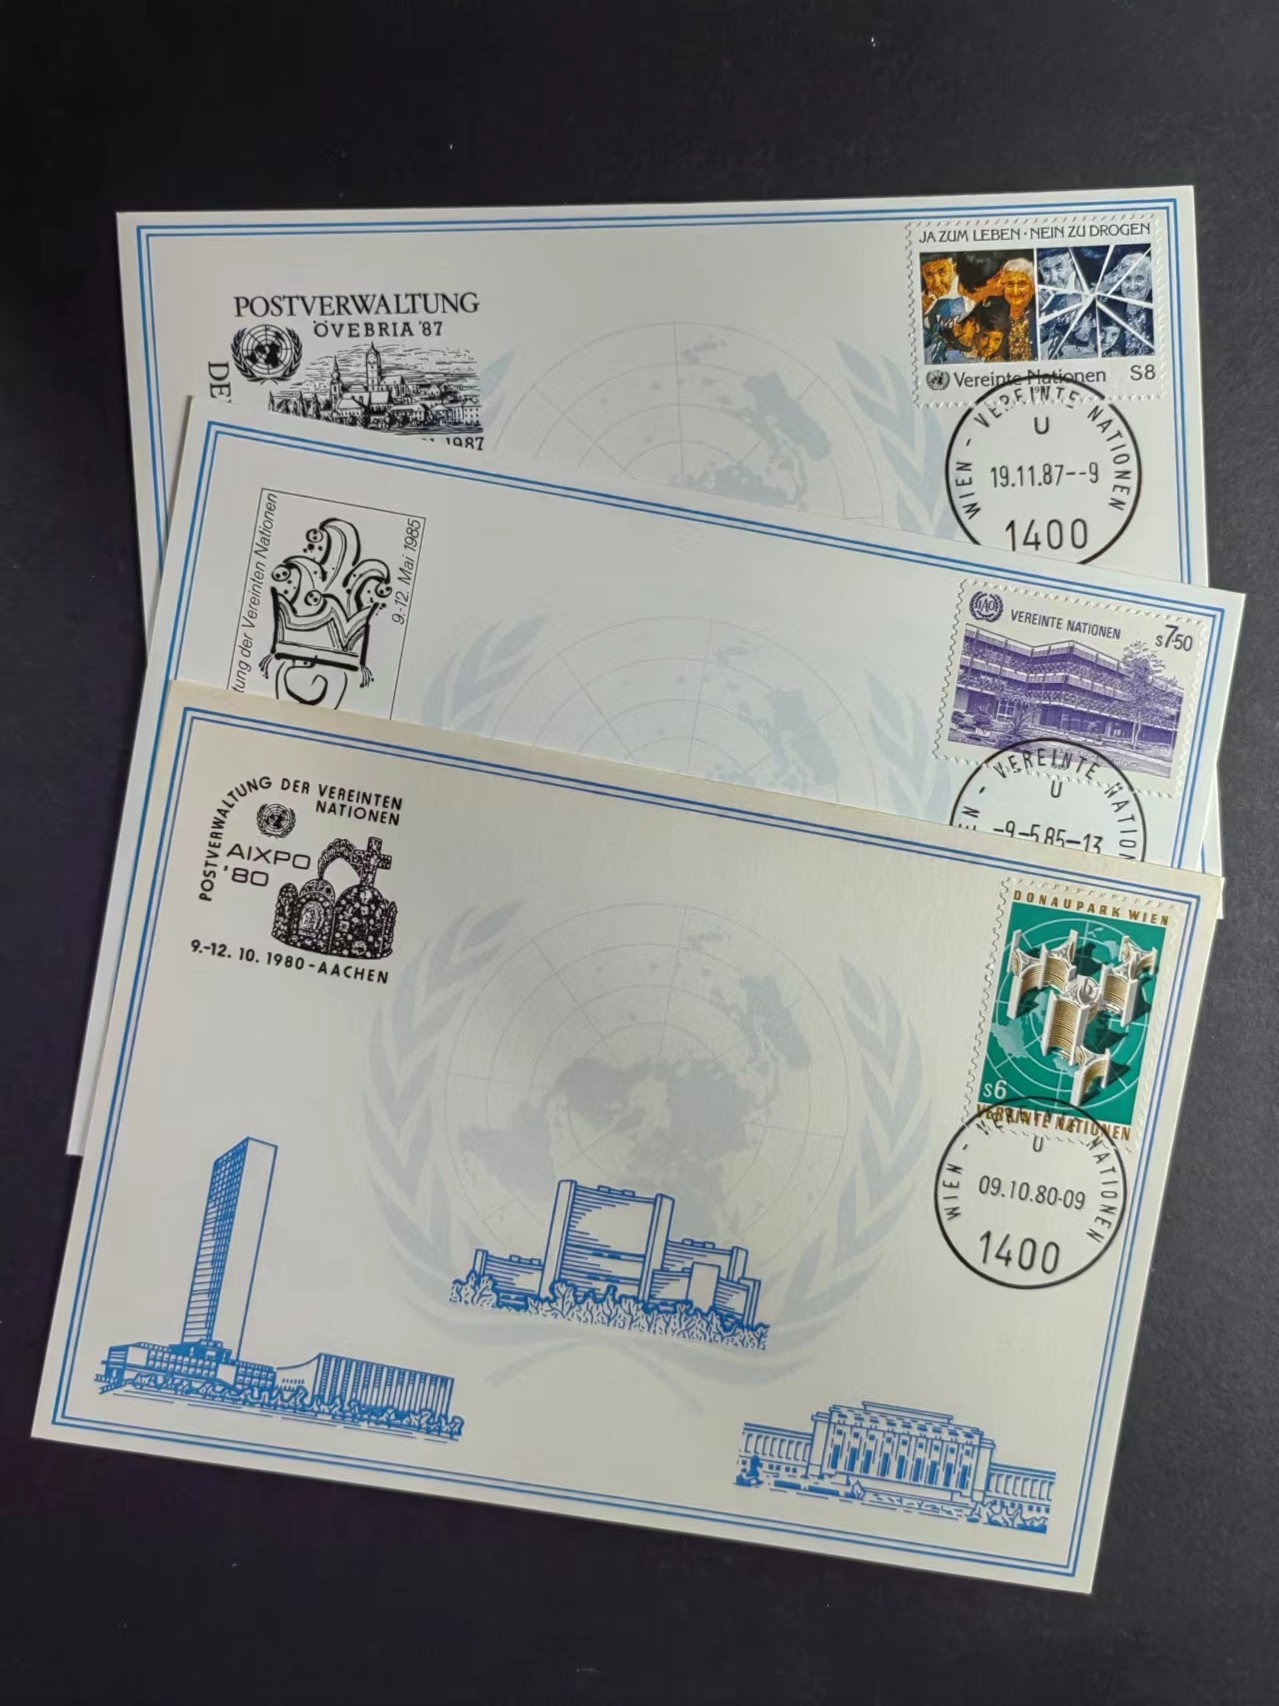 JA ZUM LEBEN · NEIN ZU DROGEN
Vereinte Nationen S8
POSTVERWALTUNG
ÖVEBRIA '87
1987
WIEN - VEREINTE NATIONEN
U
19.11.87--9
1400
der Vereinten Nationen
9.-12. Mai 1985
VEREINTE NATIONEN
S7·50
VEREINTE
U
-9.-5.85-13
POSTVERWALTUNG DER VEREINTEN
NATIONEN
AIXPO
'80
9.-12. 10. 1980 - AACHEN
DONAUPARK WIEN
S6
VEREINTE NATIONEN
WIEN - VEREINTE NATIONEN
U
09.10.80-09
1400